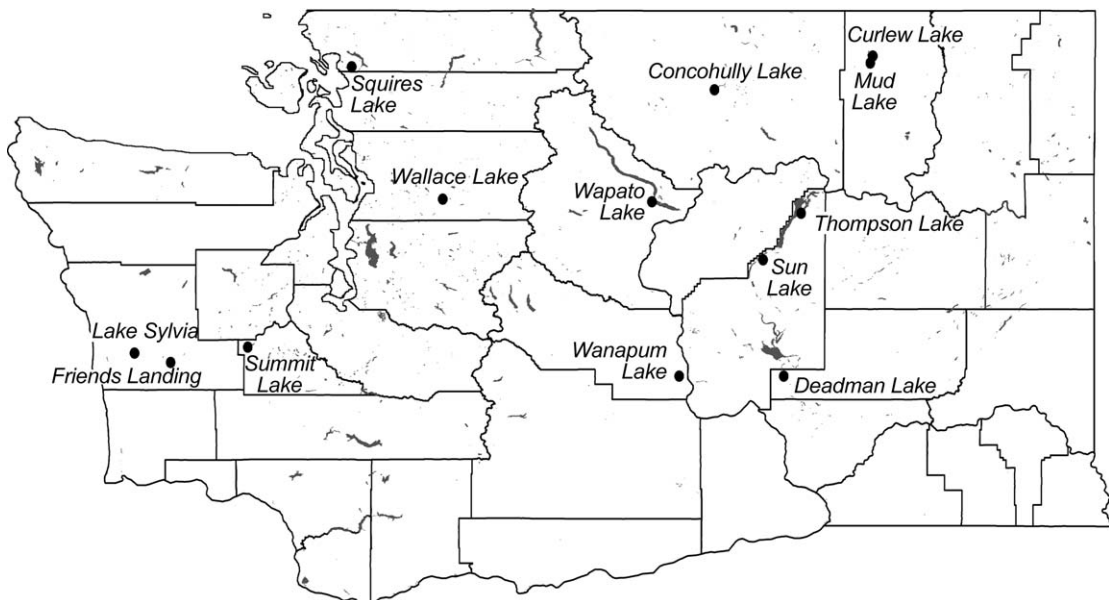 Curlew Lake
Mud
Lake
Concohully Lake
Squires
Lake
Wallace Lake
Wapato
Lake
Thompson Lake
Sun
Lake
Lake Sylvia
Friends Landing
Summit
Lake
Wanapum
Lake
Deadman Lake